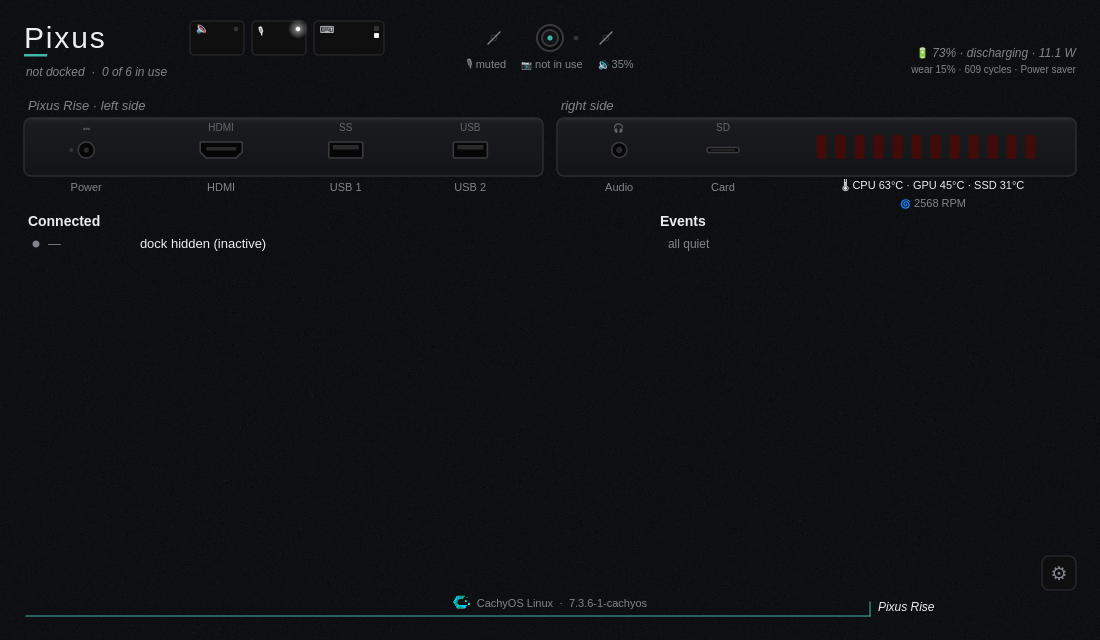 Pixus
not docked · 0 of 6 in use
muted
not in use
35%
73% · discharging · 11.1 W
wear 15% · 609 cycles · Power saver
Pixus Rise · left side
right side
HDMI
SS
USB
SD
Power
HDMI
USB 1
USB 2
Audio
Card
CPU 63°C · GPU 45°C · SSD 31°C
2568 RPM
Connected
Events
— dock hidden (inactive)
all quiet
CachyOS Linux · 7.3.6-1-cachyos
Pixus Rise